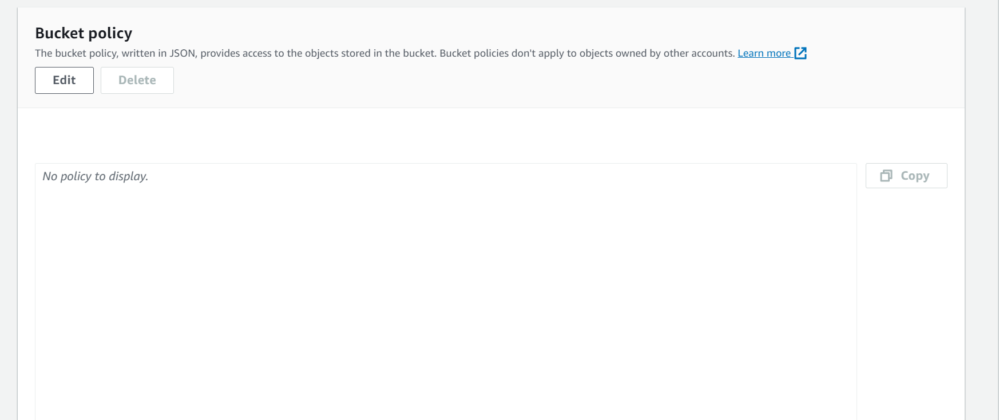 Bucket policy
The bucket policy, written in JSON, provides access to the objects stored in the bucket. Bucket policies don't apply to objects owned by other accounts. Learn more
Edit Delete
No policy to display.
Copy